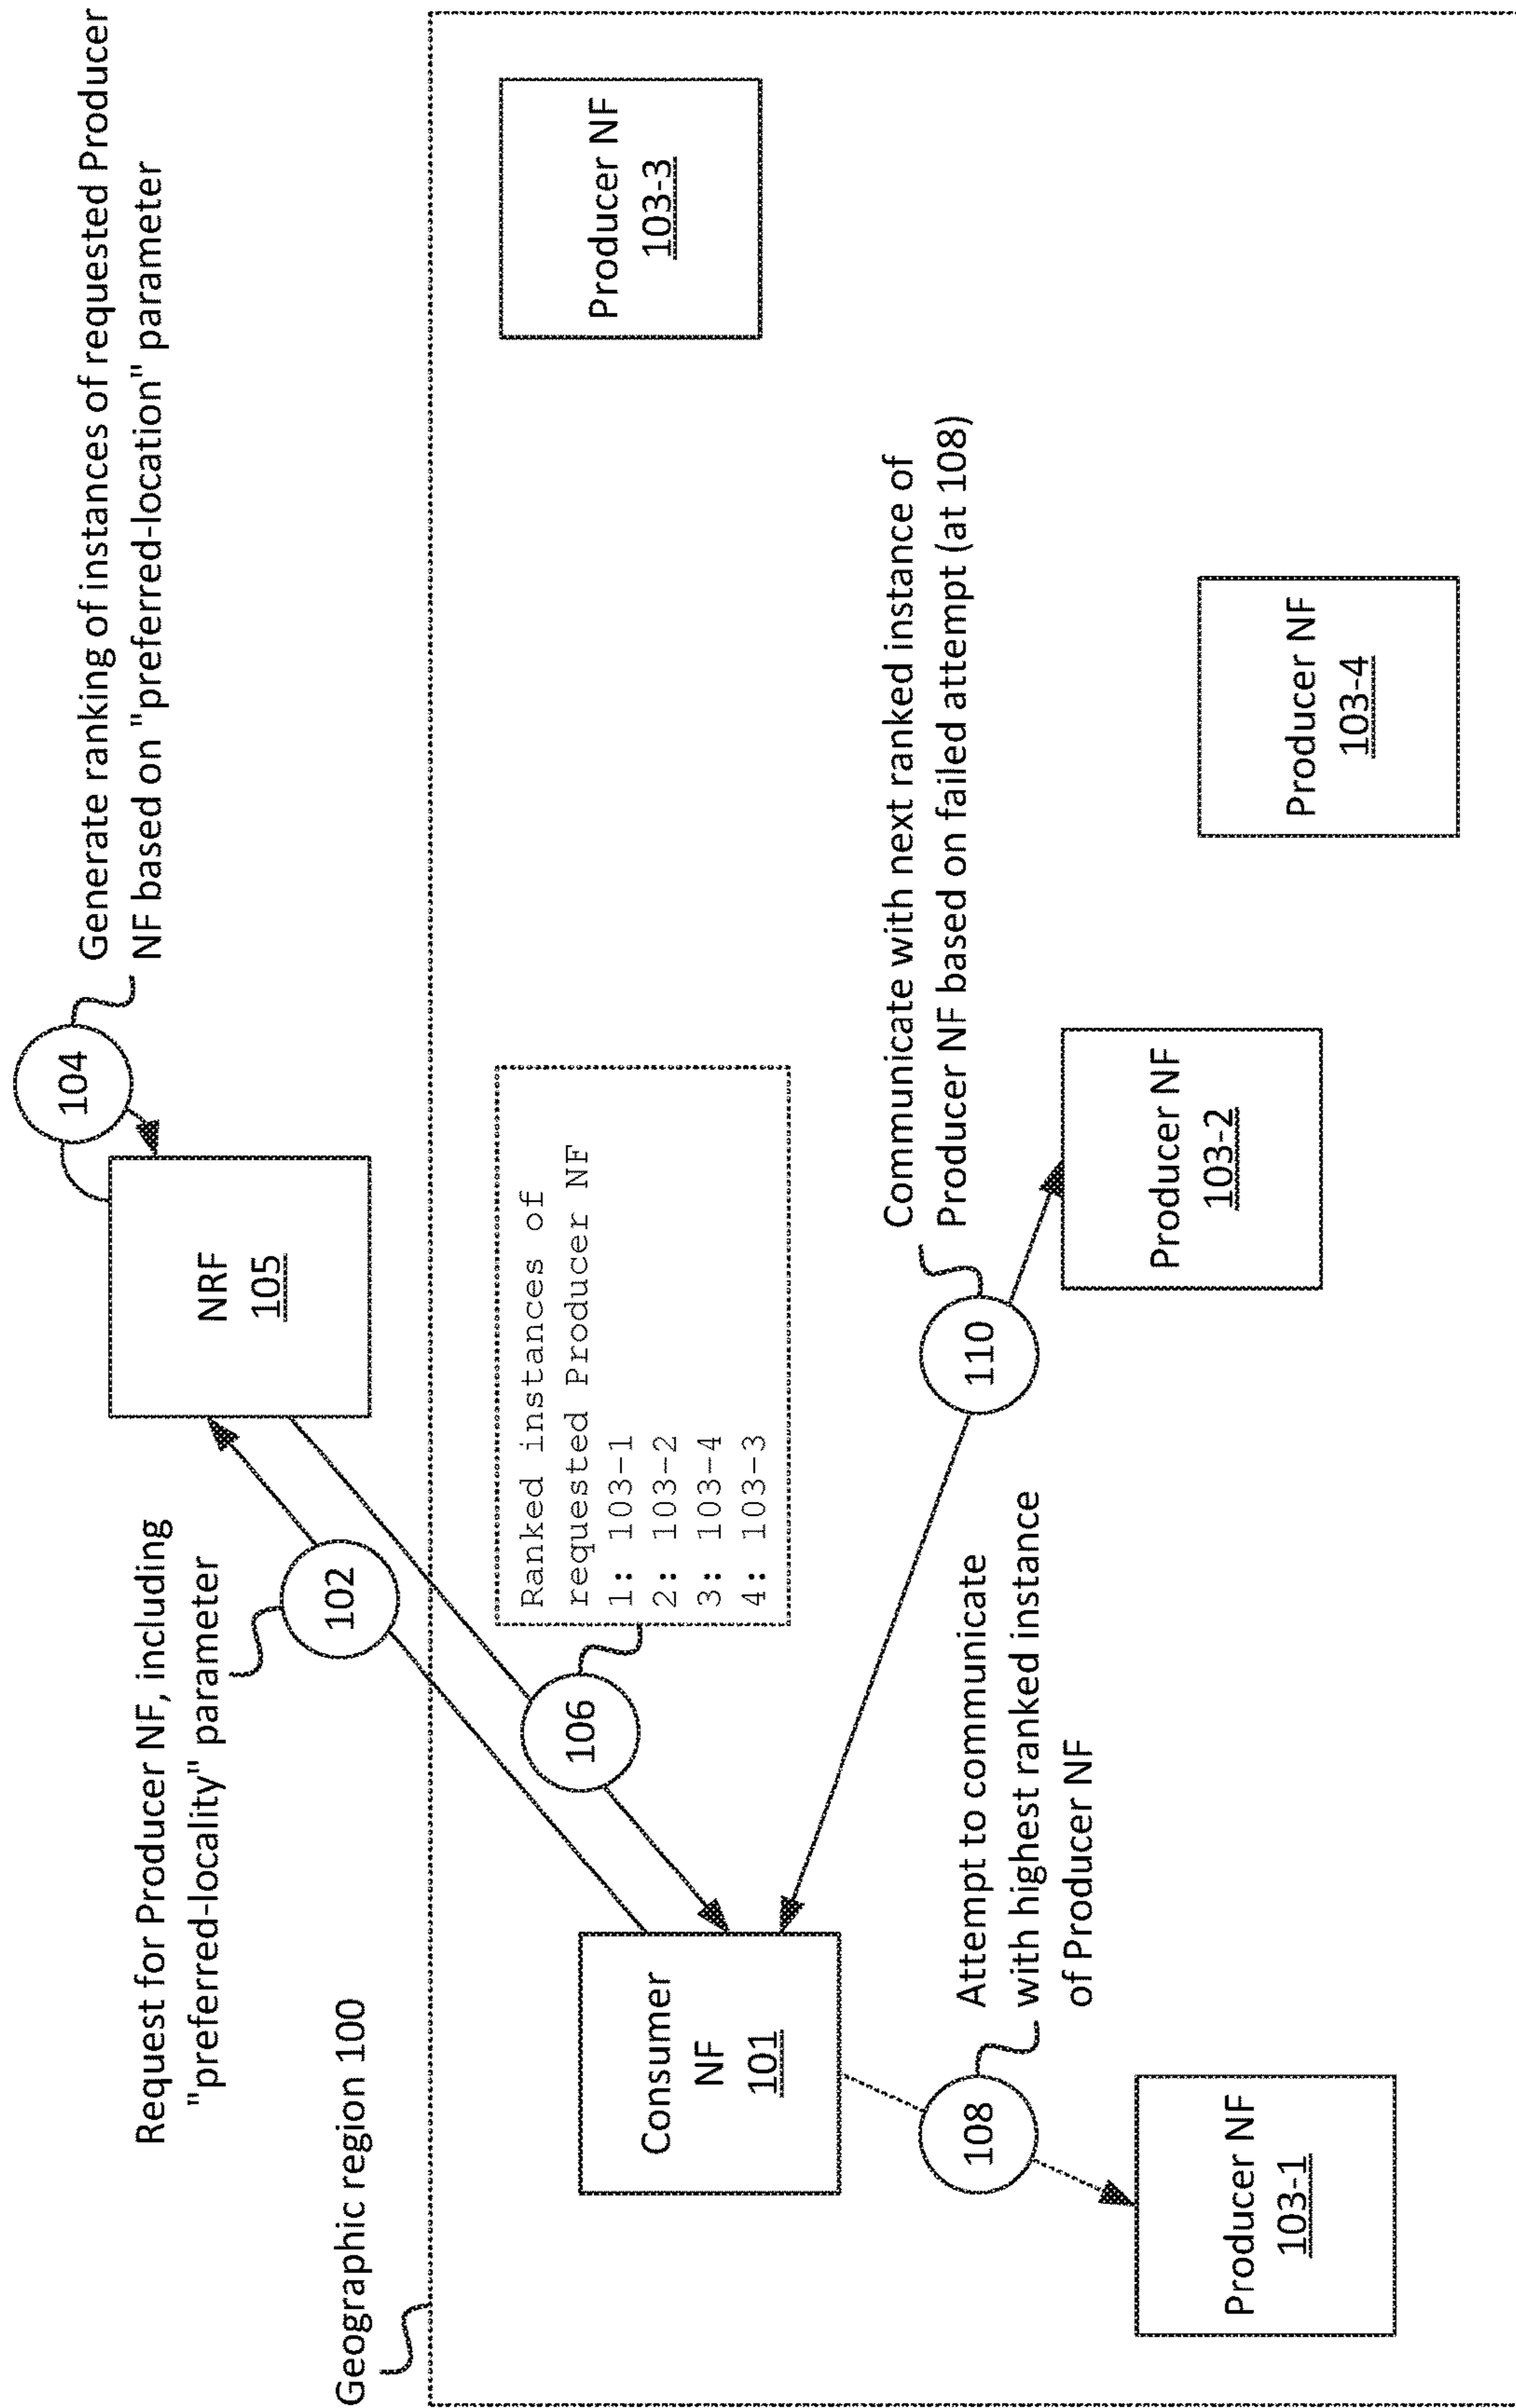 Generate ranking of instances of requested Producer
NF based on "preferred-location" parameter
104
Request for Producer NF, including
"preferred-locality" parameter
102
NRF
105
Geographic region 100
106
Ranked instances of
requested Producer NF
1: 103-1
2: 103-2
3: 103-4
4: 103-3
Producer NF
103-3
Consumer
NF
101
Communicate with next ranked instance of
Producer NF based on failed attempt (at 108)
110
Attempt to communicate
with highest ranked instance
of Producer NF
108
Producer NF
103-1
Producer NF
103-2
Producer NF
103-4